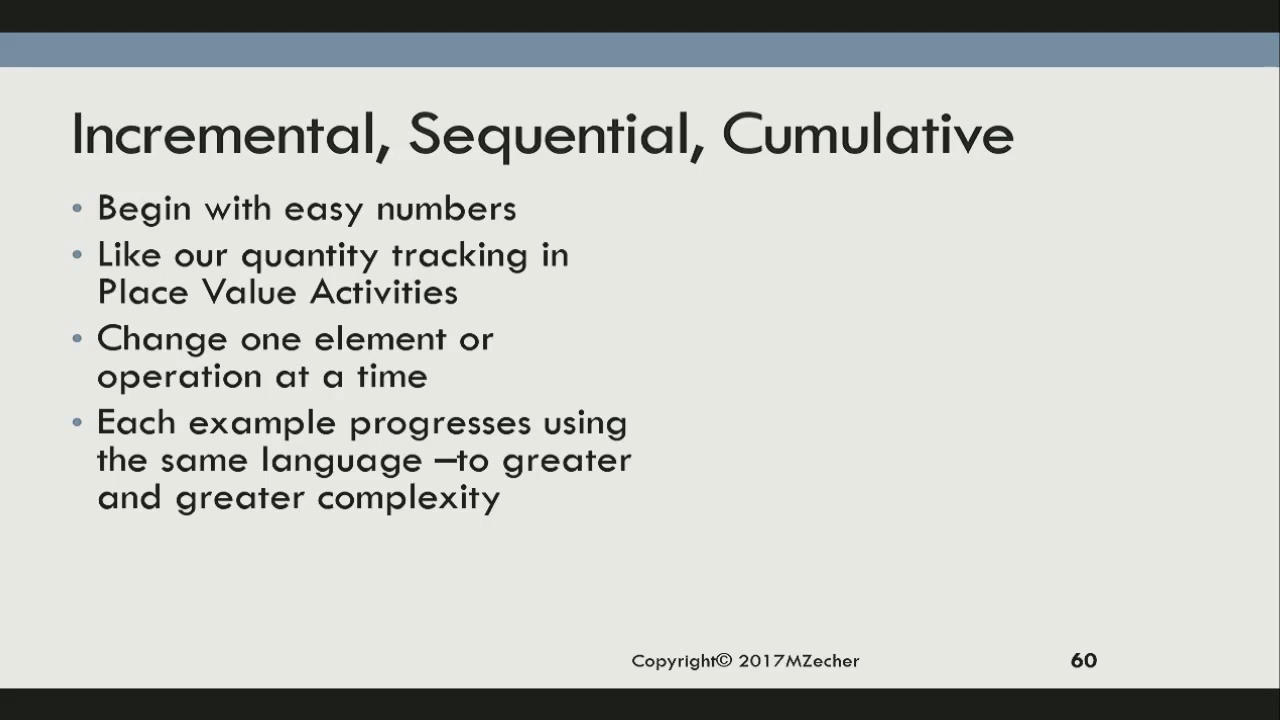 Incremental, Sequential, Cumulative
• Begin with easy numbers
• Like our quantity tracking in
Place Value Activities
• Change one element or
operation at a time
• Each example progresses using
the same language –to greater
and greater complexity
Copyright© 2017MZecher
60